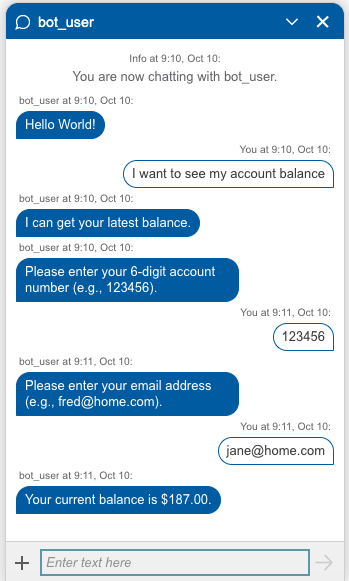 bot_user
Info at 9:10, Oct 10:
You are now chatting with bot_user.
bot_user at 9:10, Oct 10:
Hello World!
You at 9:10, Oct 10:
I want to see my account balance
bot_user at 9:10, Oct 10:
I can get your latest balance.
bot_user at 9:10, Oct 10:
Please enter your 6-digit account
number (e.g., 123456).
You at 9:11, Oct 10:
123456
bot_user at 9:11, Oct 10:
Please enter your email address
(e.g., fred@home.com).
You at 9:11, Oct 10:
jane@home.com
bot_user at 9:11, Oct 10:
Your current balance is $187.00.
Enter text here